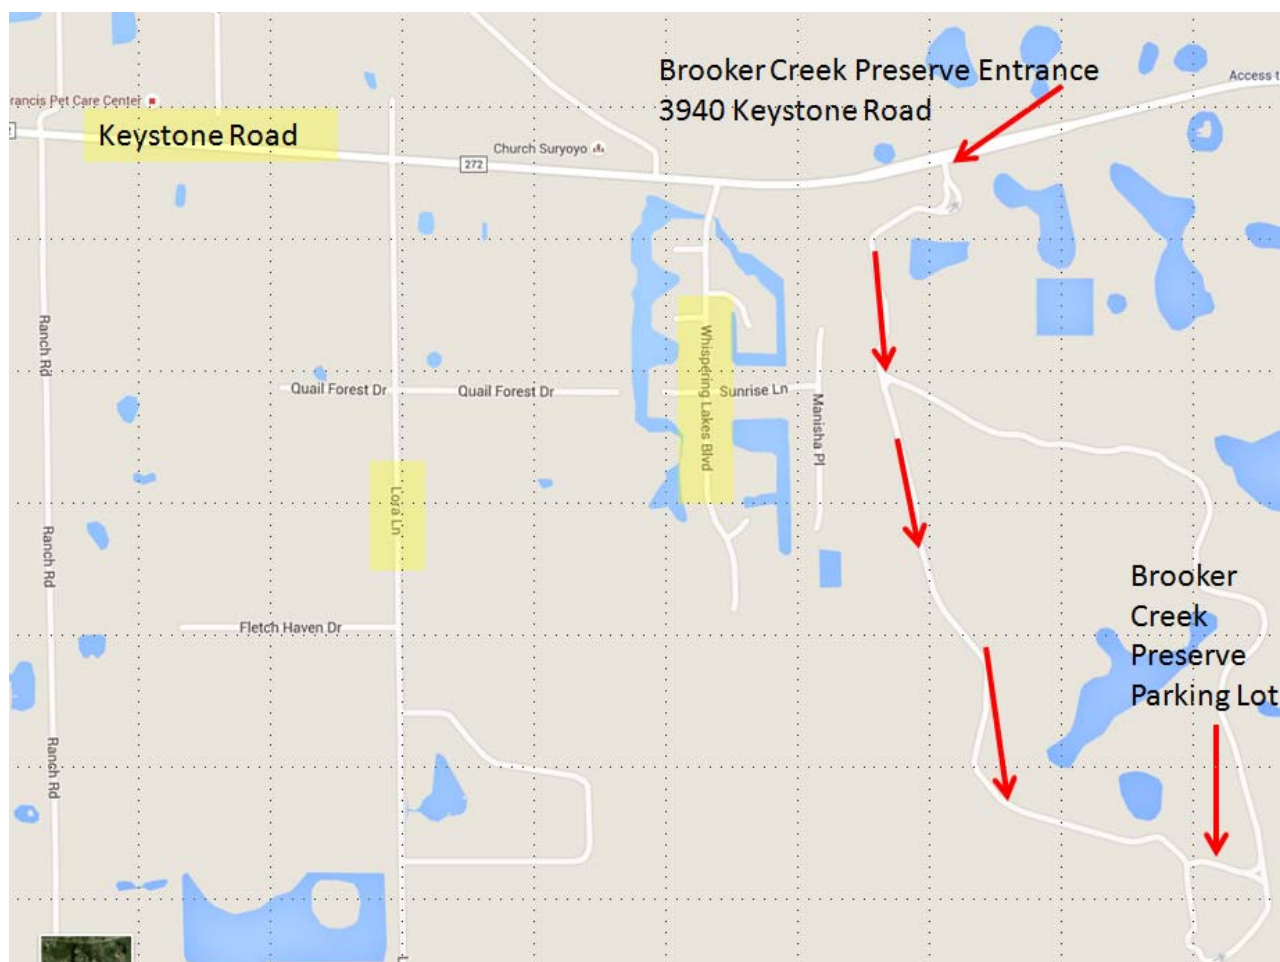 Brooker Creek Preserve Entrance
3940 Keystone Road
Access t
rancis Pet Care Center
Keystone Road
Church Suryoyo
272
Ranch Rd
Whispering Lakes Blvd
Quail Forest Dr
Quail Forest Dr
Sunrise Ln
Manisha Pl
Lora Ln
Ranch Rd
Brooker
Creek
Preserve
Parking Lot
Fletch Haven Dr
Ranch Rd